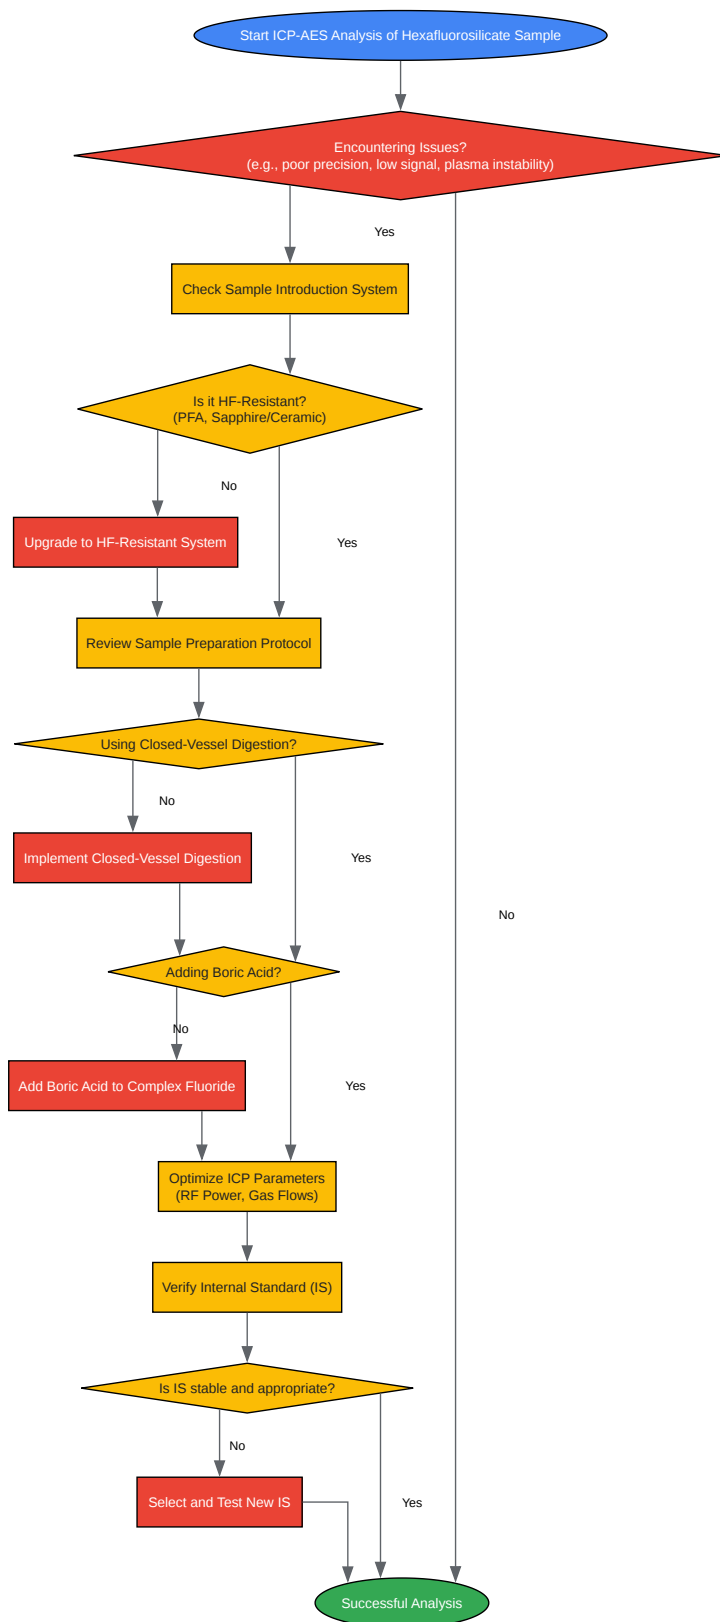 Start ICP-AES Analysis of Hexafluorosilicate Sample
Encountering Issues?
(e.g., poor precision, low signal, plasma instability)
Yes
Check Sample Introduction System
Is it HF-Resistant?
(PFA, Sapphire/Ceramic)
No
Upgrade to HF-Resistant System
Yes
Review Sample Preparation Protocol
Using Closed-Vessel Digestion?
No
Implement Closed-Vessel Digestion
Yes
No
Adding Boric Acid?
No
Add Boric Acid to Complex Fluoride
Yes
Optimize ICP Parameters
(RF Power, Gas Flows)
Verify Internal Standard (IS)
Is IS stable and appropriate?
No
Select and Test New IS
Yes
Successful Analysis